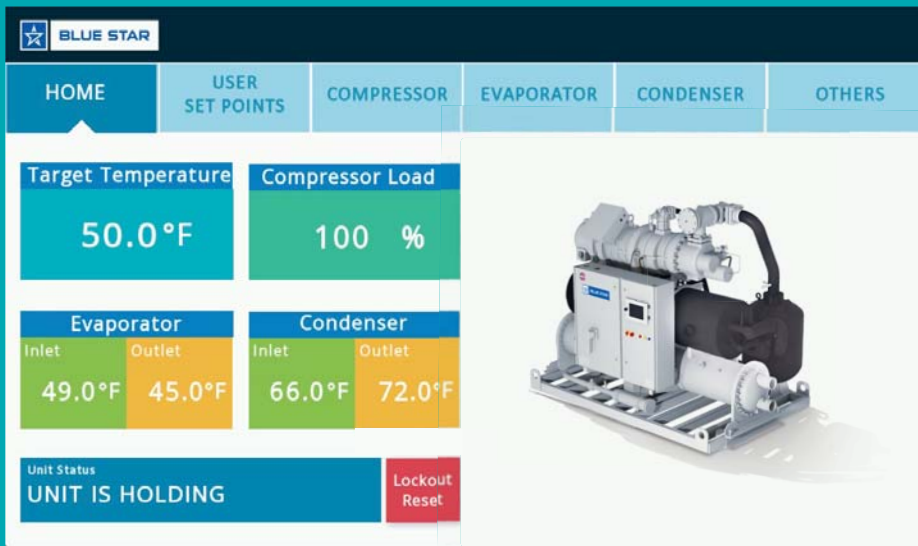 BLUE STAR
HOME
USER
SET POINTS
COMPRESSOR
EVAPORATOR
CONDENSER
OTHERS
Target Temperature
50.0°F
Compressor Load
100 %
Evaporator
Inlet
Outlet
49.0°F
45.0°F
Condenser
Inlet
Outlet
66.0°F
72.0°F
Unit Status
UNIT IS HOLDING
Lockout
Reset
BLUE STAR